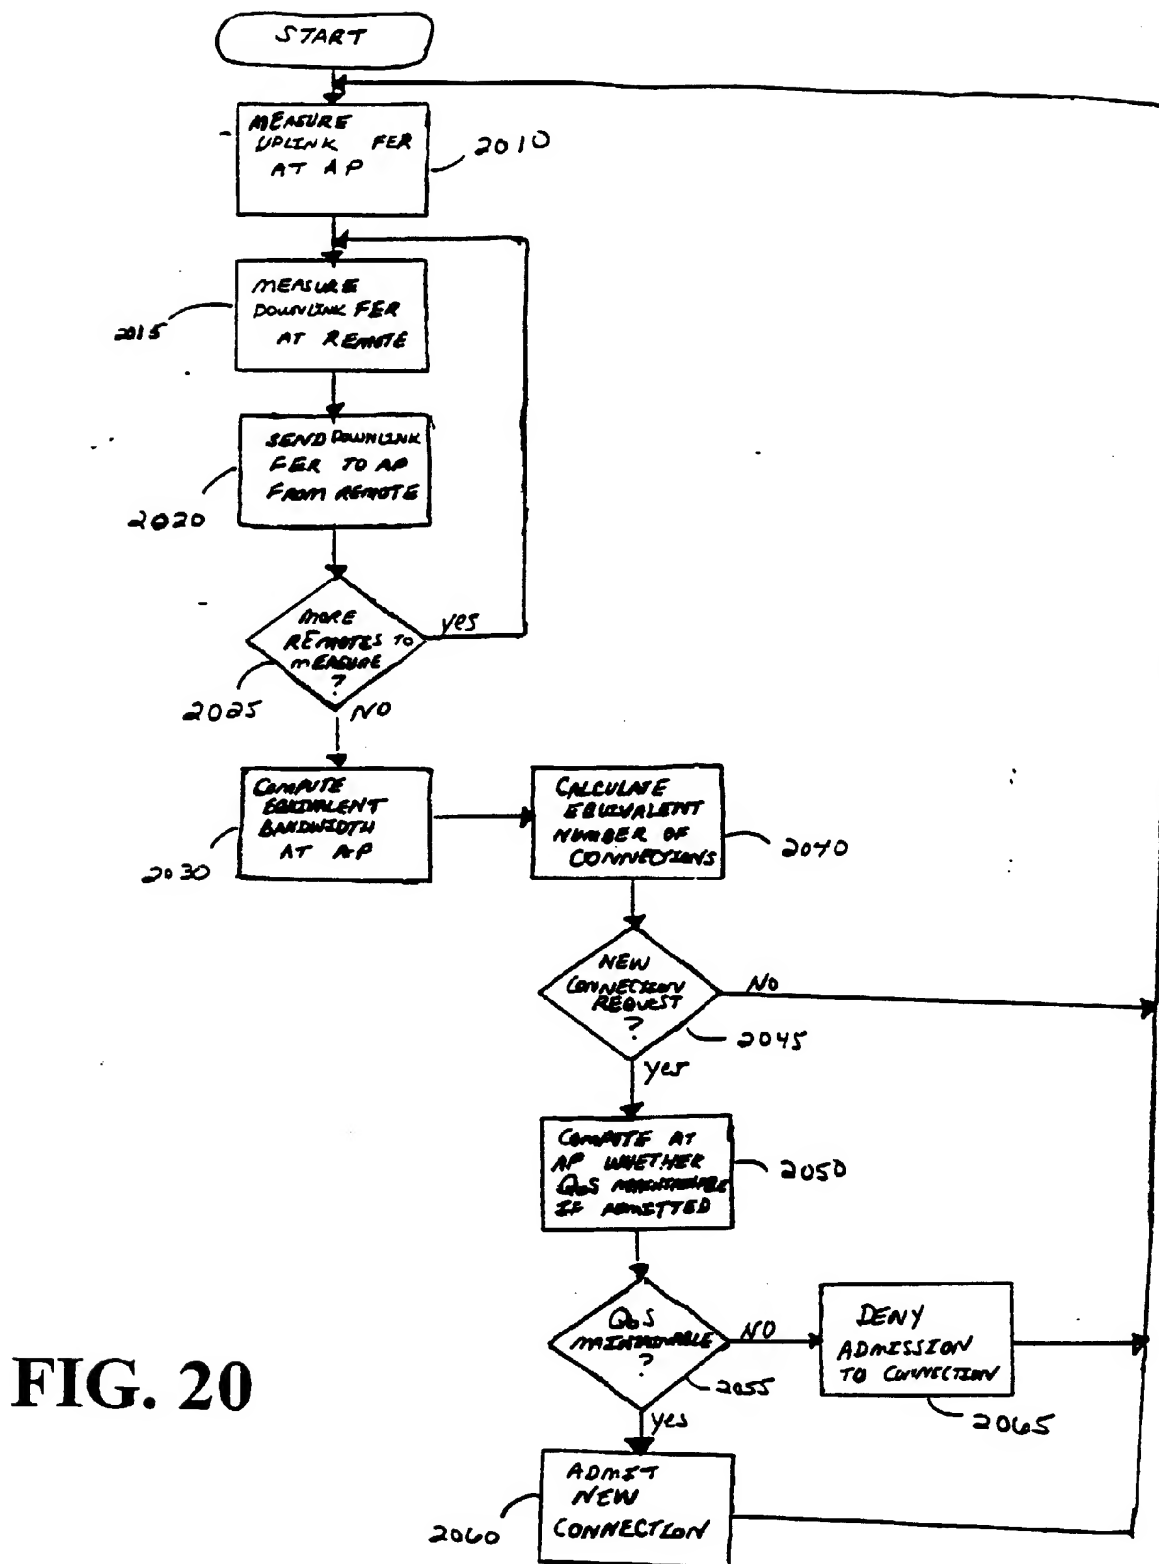 START
MEASURE
UPLINK FER
AT AP
2010
MEASURE
DOWNLINK FER
AT REMOTE
2015
SEND DOWNLINK
FER TO AP
FROM REMOTE
2020
MORE
REMOTES TO
MEASURE
?
yes
2025
NO
COMPUTE
EQUIVALENT
BANDWIDTH
AT AP
2030
CALCULATE
EQUIVALENT
NUMBER OF
CONNECTIONS
2040
NEW
CONNECTION
REQUEST
?
NO
2045
yes
COMPUTE AT
AP WHETHER
QoS MAINTAINABLE
IF ADMITTED
2050
QoS
MAINTAINABLE
?
NO
2055
yes
DENY
ADMISSION
TO CONNECTION
2065
ADMIT
NEW
CONNECTION
2060
FIG. 20